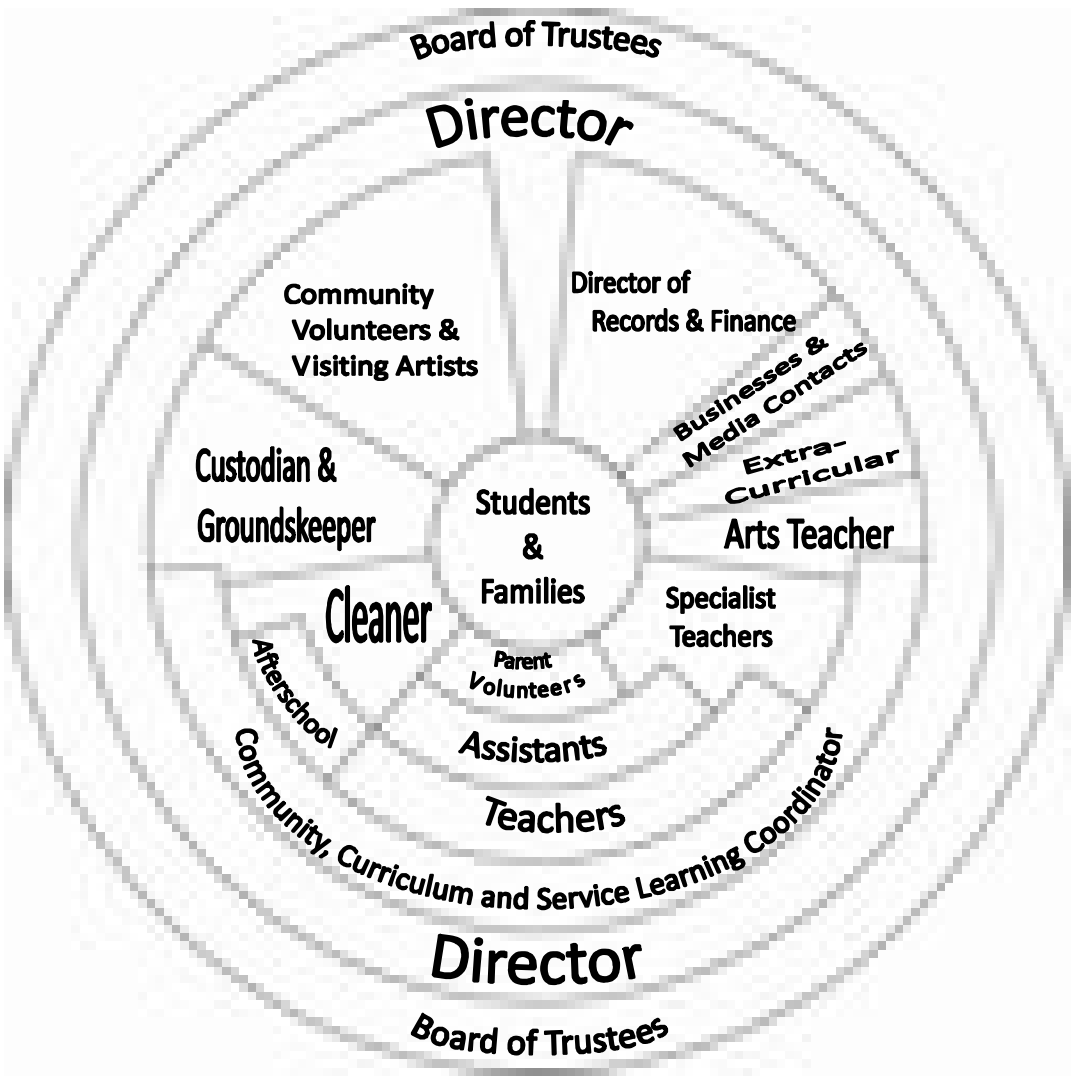 Board of Trustees
Director
Community
Volunteers &
Visiting Artists
Director of
Records & Finance
Businesses &
Media Contacts
Extra-
Curricular
Custodian &
Groundskeeper
Students
&
Families
Arts Teacher
Cleaner
Specialist
Teachers
Parent
Volunteers
Afterschool
Assistants
Teachers
Community, Curriculum and Service Learning Coordinator
Director
Board of Trustees